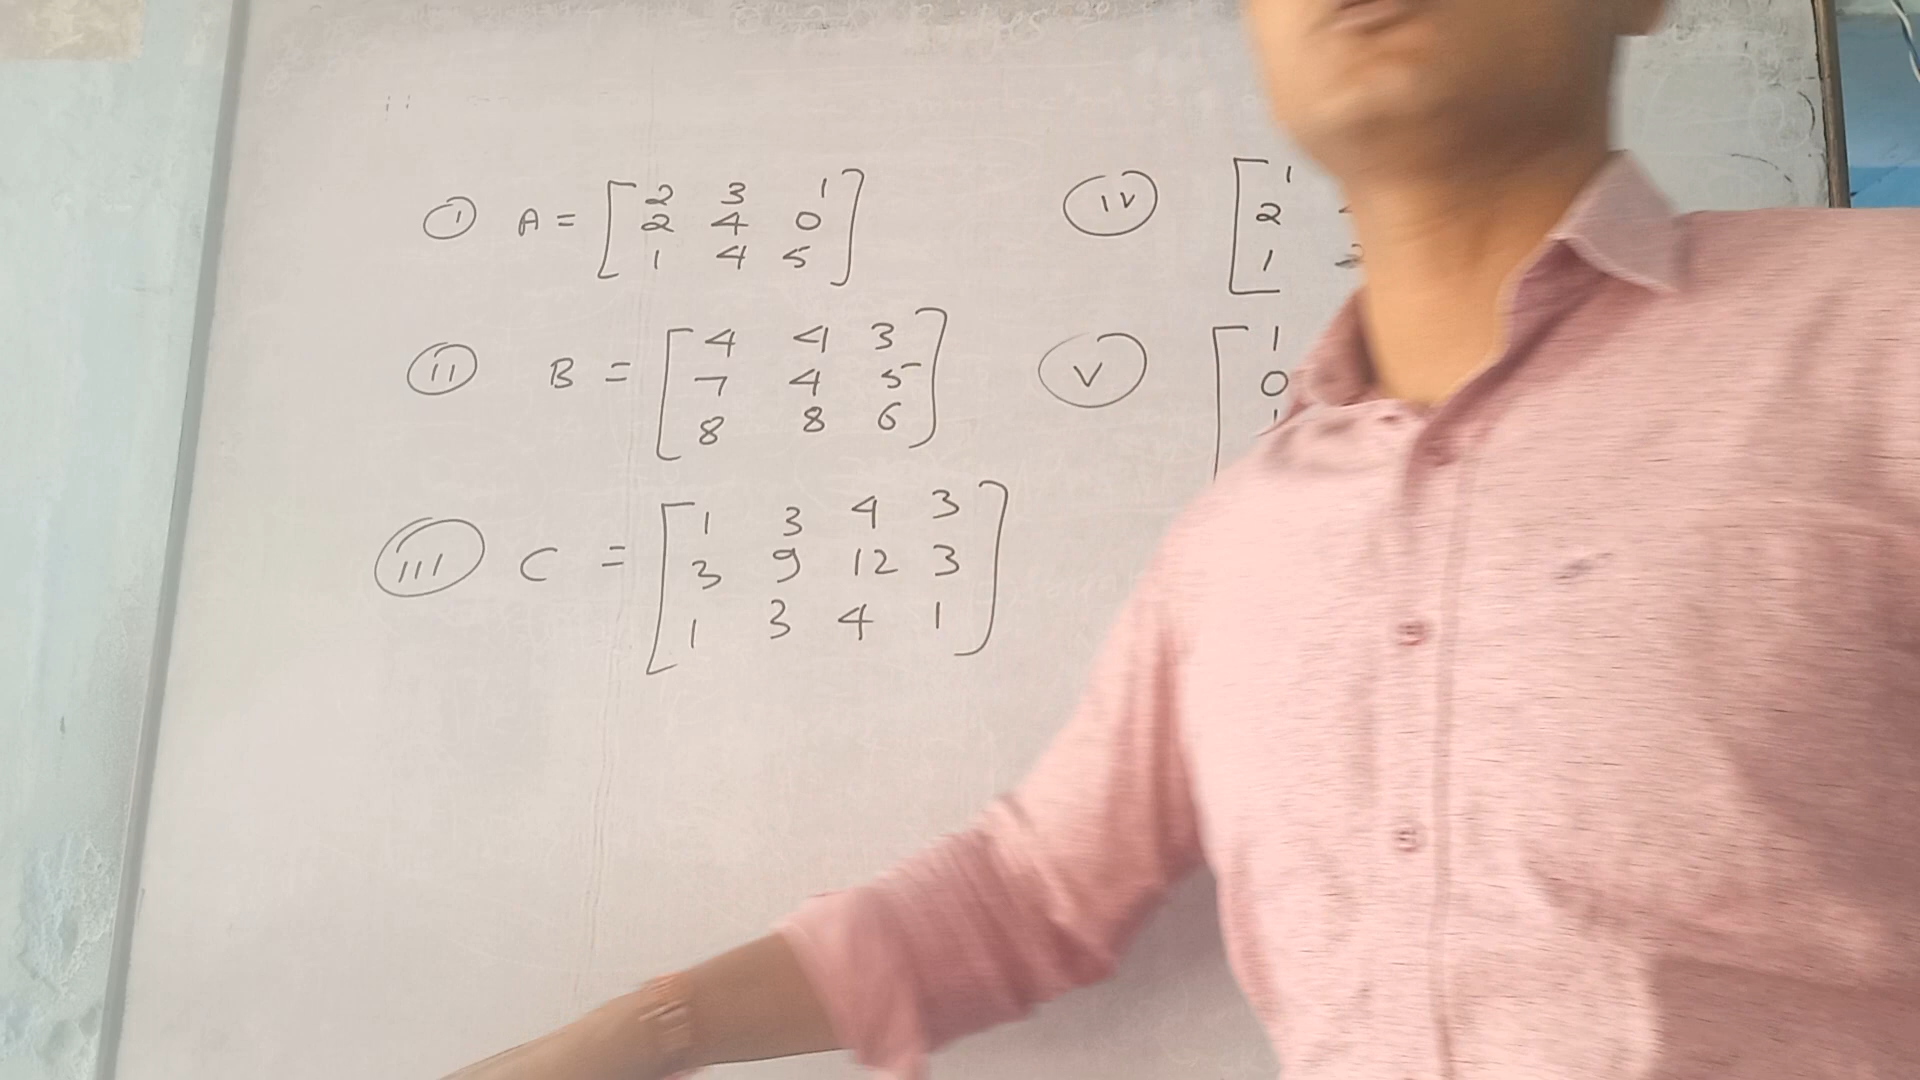 (i) A = [2 3 1
2 4 0
1 4 5]
(ii) B = [4 4 3
7 4 5
8 8 6]
(iii) C = [1 3 4 3
3 9 12 3
1 3 4 1]
(iv) [1
2
1
(v) [1
0